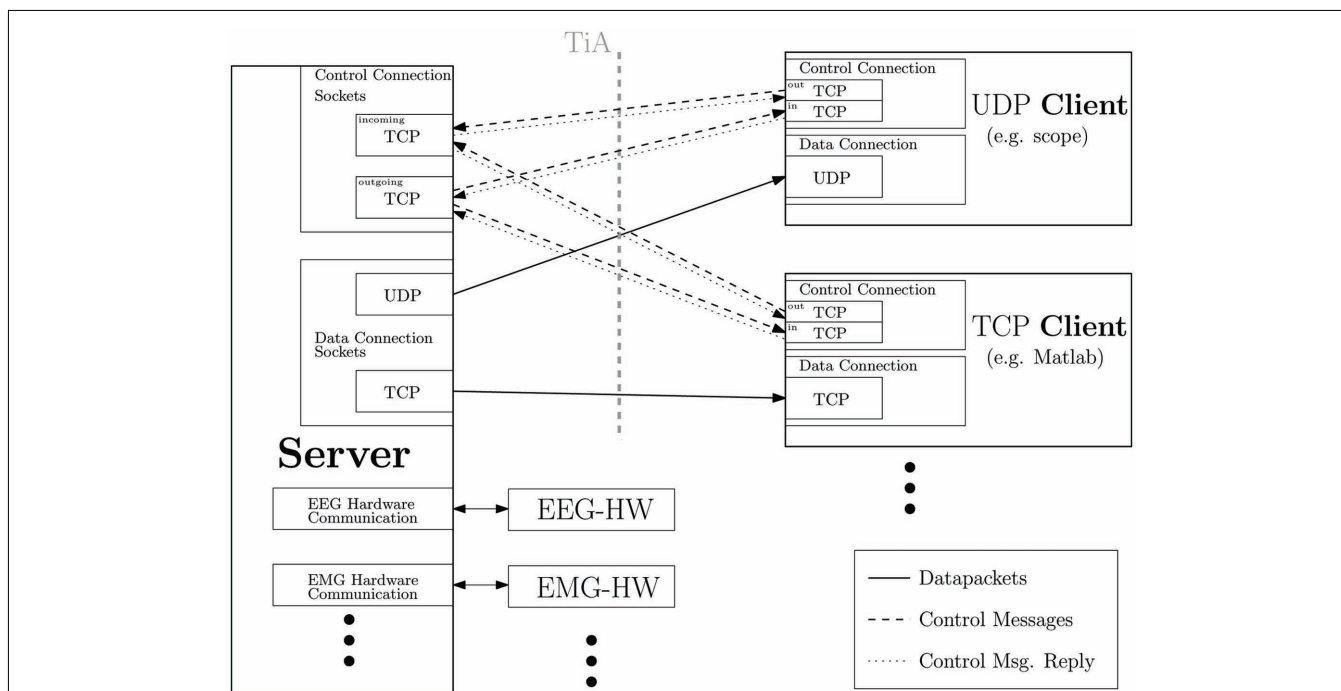 TiA
Control Connection
Sockets
incoming
TCP
outgoing
TCP
UDP
Data Connection
Sockets
TCP
Server
EEG Hardware
Communication
EEG-HW
EMG Hardware
Communication
EMG-HW
Control Connection
out
TCP
in
TCP
Data Connection
UDP
UDP Client
(e.g. scope)
Control Connection
out
TCP
in
TCP
Data Connection
TCP
TCP Client
(e.g. Matlab)
Datapackets
Control Messages
Control Msg. Reply